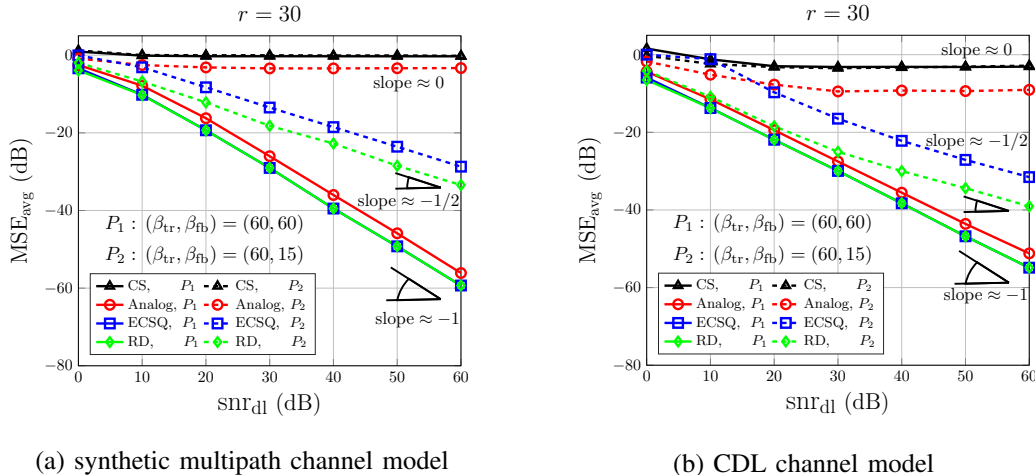 r = 30
0
−20
−40
−60
−80
0 10 20 30 40 50 60
MSE_avg (dB)
snr_dl (dB)
slope ≈ 0
slope ≈ −1/2
P_1 : (β_tr, β_fb) = (60, 60)
P_2 : (β_tr, β_fb) = (60, 15)
slope ≈ −1
CS, P_1 CS, P_2
Analog, P_1 Analog, P_2
ECSQ, P_1 ECSQ, P_2
RD, P_1 RD, P_2
(a) synthetic multipath channel model
r = 30
0
−20
−40
−60
−80
0 10 20 30 40 50 60
MSE_avg (dB)
snr_dl (dB)
slope ≈ 0
slope ≈ −1/2
P_1 : (β_tr, β_fb) = (60, 60)
P_2 : (β_tr, β_fb) = (60, 15)
slope ≈ −1
CS, P_1 CS, P_2
Analog, P_1 Analog, P_2
ECSQ, P_1 ECSQ, P_2
RD, P_1 RD, P_2
(b) CDL channel model